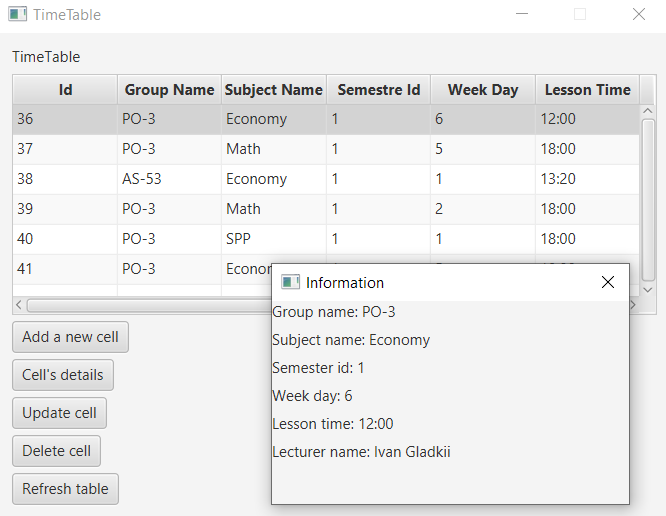 TimeTable
TimeTable
Id Group Name Subject Name Semestre Id Week Day Lesson Time
36 PO-3 Economy 1 6 12:00
37 PO-3 Math 1 5 18:00
38 AS-53 Economy 1 1 13:20
39 PO-3 Math 1 2 18:00
40 PO-3 SPP 1 1 18:00
41 PO-3
Information
Group name: PO-3
Subject name: Economy
Semester id: 1
Week day: 6
Lesson time: 12:00
Lecturer name: Ivan Gladkii
Add a new cell
Cell's details
Update cell
Delete cell
Refresh table